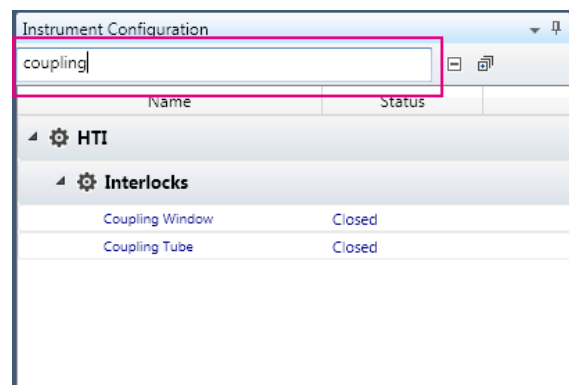 Instrument Configuration
coupling
Name Status
HTI
Interlocks
Coupling Window Closed
Coupling Tube Closed